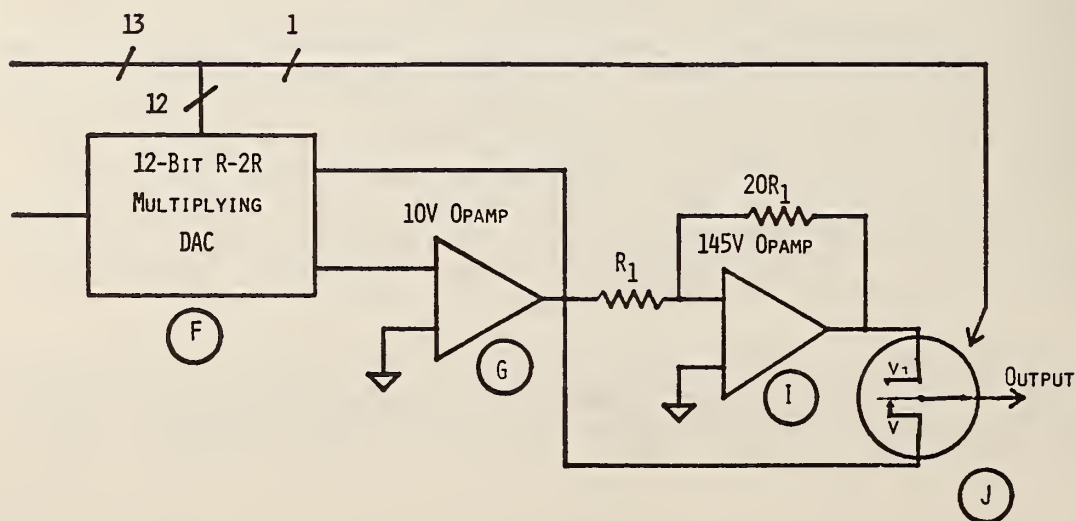 13
1
12
12-Bit R-2R
Multiplying
DAC
10V Opamp
20R1
145V Opamp
R1
F
G
I
V1
V
Output
J